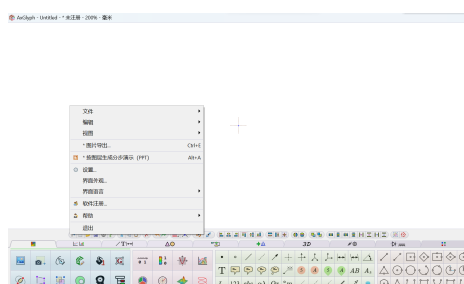 AxGlyph - Untitled - * 未注册 - 200% - 毫米
文件
编辑
视图
* 图片导出... Ctrl+E
* 按图层生成分步演示 (PPT) Alt+A
设置...
界面外观...
界面语言
软件注册...
帮助
退出
3D
T
AB